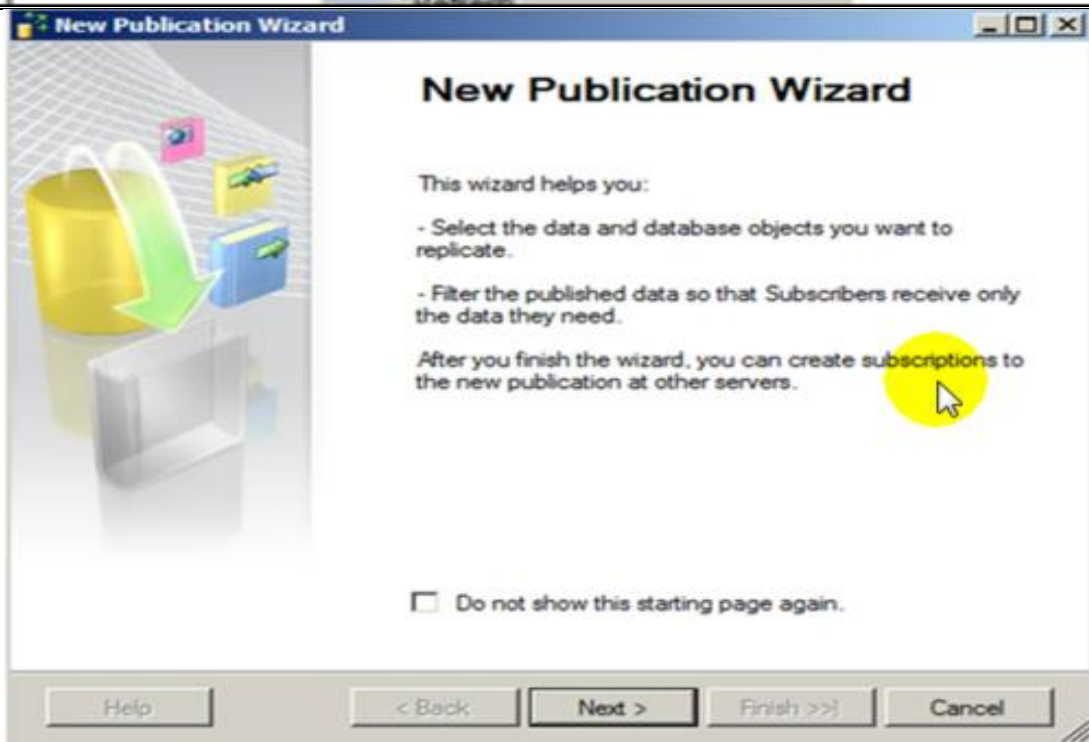 New Publication Wizard
New Publication Wizard
This wizard helps you:
- Select the data and database objects you want to
replicate.
- Filter the published data so that Subscribers receive only
the data they need.
After you finish the wizard, you can create subscriptions to
the new publication at other servers.
Do not show this starting page again.
Help
< Back
Next >
Finish >>|
Cancel